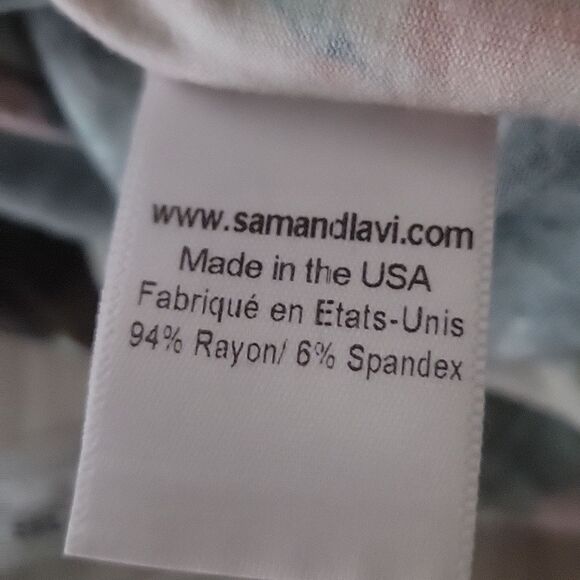 www.samandlavi.com
Made in the USA
Fabriqué en Etats-Unis
94% Rayon/ 6% Spandex